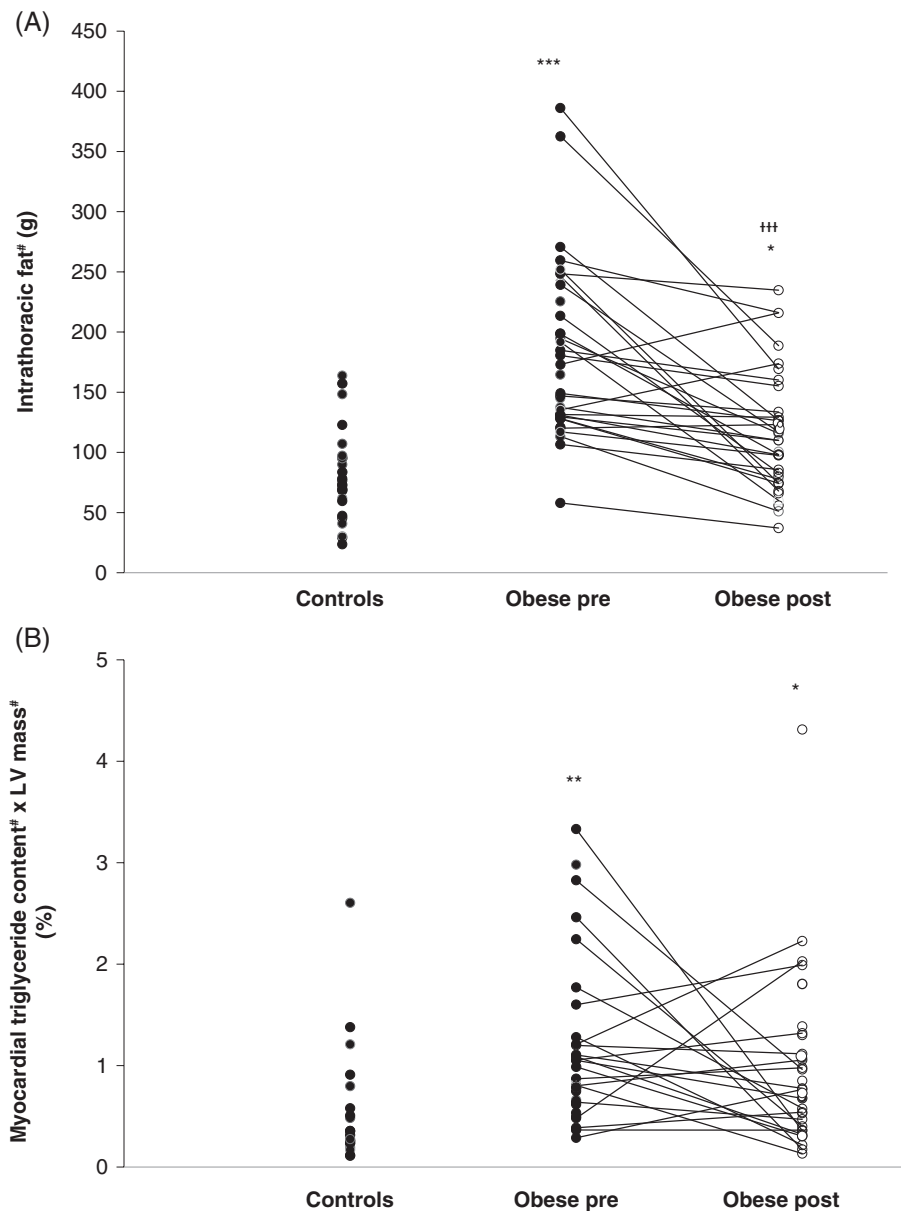 (A)
450
400
350
300
250
200
150
100
50
0
Intrathoracic fat# (g)
***
ƗƗƗ
*
Controls
Obese pre
Obese post
(B)
5
4
3
2
1
0
Myocardial triglyceride content# x LV mass#
(%)
**
*
Controls
Obese pre
Obese post